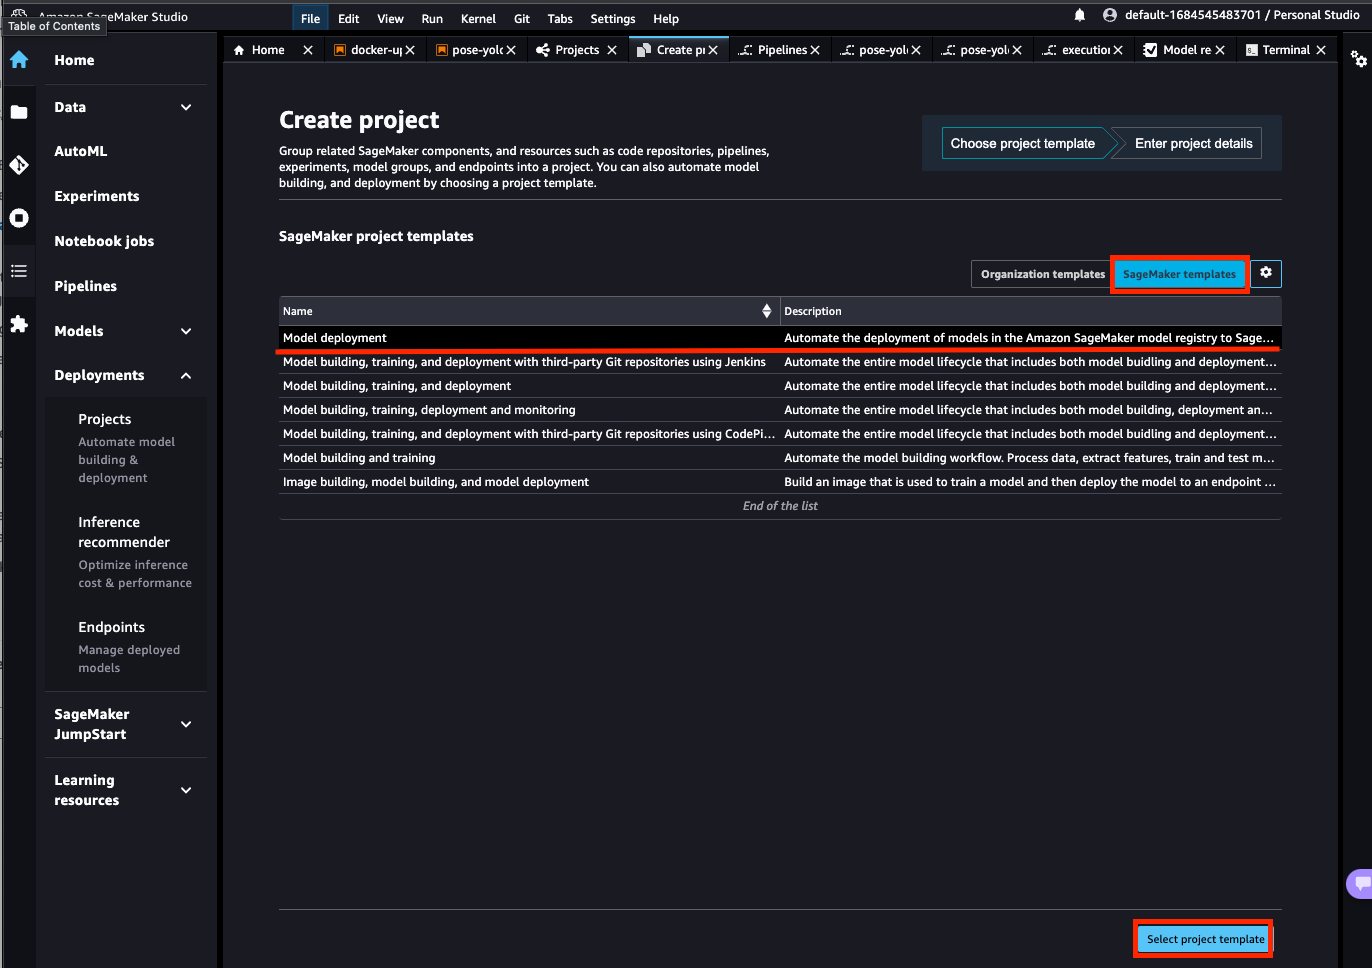 Amazon SageMaker Studio
Table of Contents
File Edit View Run Kernel Git Tabs Settings Help
default-1684545483701 / Personal Studio
Home
docker-u
pose-yol
Projects
Create p
Pipelines
pose-yol
pose-yol
execution
Model re
Terminal
Home
Data
AutoML
Experiments
Notebook jobs
Pipelines
Models
Deployments
Projects
Automate model
building &
deployment
Inference
recommender
Optimize inference
cost & performance
Endpoints
Manage deployed
models
SageMaker
JumpStart
Learning
resources
Create project
Group related SageMaker components, and resources such as code repositories, pipelines,
experiments, model groups, and endpoints into a project. You can also automate model
building, and deployment by choosing a project template.
Choose project template
Enter project details
SageMaker project templates
Organization templates
SageMaker templates
Name Description
Model deployment Automate the deployment of models in the Amazon SageMaker model registry to Sage...
Model building, training, and deployment with third-party Git repositories using Jenkins Automate the entire model lifecycle that includes both model buidling and deployment...
Model building, training, and deployment Automate the entire model lifecycle that includes both model building and deployment...
Model building, training, deployment and monitoring Automate the entire model lifecycle that includes both model building, deployment an...
Model building, training, and deployment with third-party Git repositories using CodePi... Automate the entire model lifecycle that includes both model buidling and deployment...
Model building and training Automate the model building workflow. Process data, extract features, train and test m...
Image building, model building, and model deployment Build an image that is used to train a model and then deploy the model to an endpoint ...
End of the list
Select project template